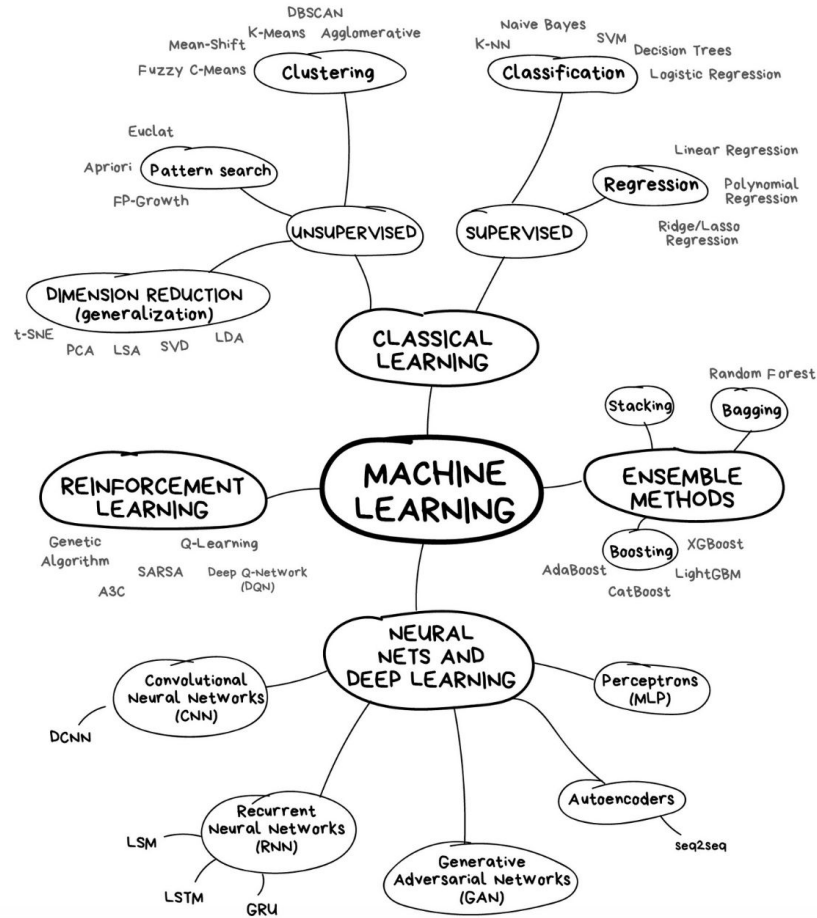 DBSCAN
K-Means
Agglomerative
Mean-Shift
Fuzzy C-Means
Clustering
Naive Bayes
K-NN
SVM
Decision Trees
Logistic Regression
Classification
Euclat
Apriori
Pattern search
FP-Growth
Linear Regression
Regression
Polynomial
Regression
Ridge/Lasso
Regression
UNSUPERVISED
SUPERVISED
DIMENSION REDUCTION
(generalization)
t-SNE
PCA
LSA
SVD
LDA
CLASSICAL
LEARNING
Random Forest
Stacking
Bagging
MACHINE
LEARNING
REINFORCEMENT
LEARNING
ENSEMBLE
METHODS
Genetic
Algorithm
Q-Learning
SARSA
Deep Q-Network
(DQN)
A3C
Boosting
XGBoost
AdaBoost
LightGBM
CatBoost
NEURAL
NETS AND
DEEP LEARNING
Convolutional
Neural Networks
(CNN)
DCNN
Perceptrons
(MLP)
Recurrent
Neural Networks
(RNN)
LSM
LSTM
GRU
Autoencoders
seq2seq
Generative
Adversarial Networks
(GAN)